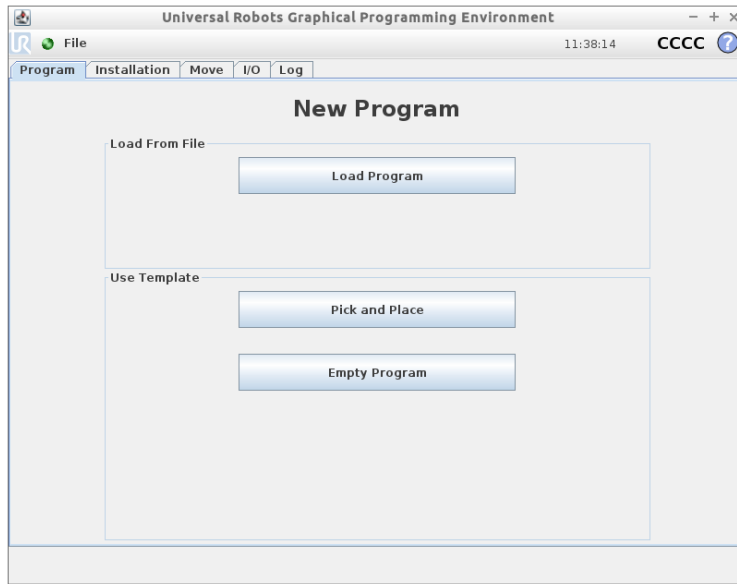 Universal Robots Graphical Programming Environment
UR File 11:38:14 CCCC ?
Program Installation Move I/O Log
New Program
Load From File
Load Program
Use Template
Pick and Place
Empty Program